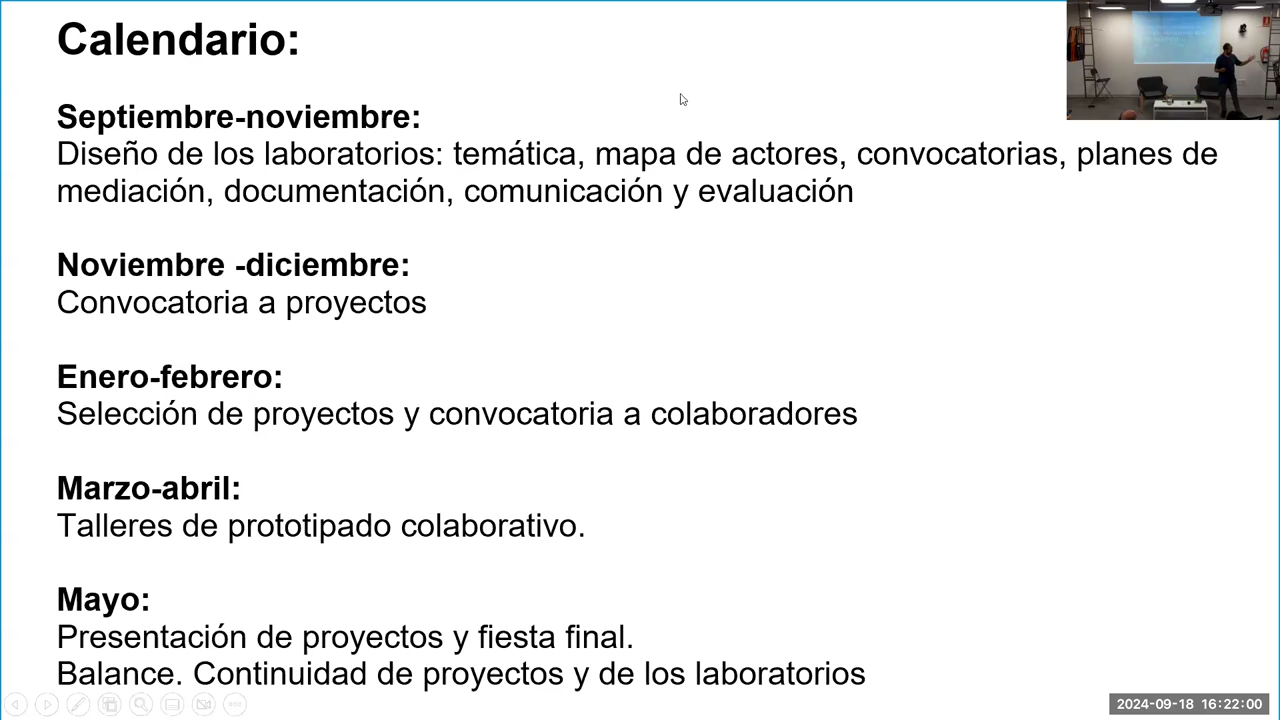 Calendario:
Septiembre-noviembre:
Diseño de los laboratorios: temática, mapa de actores, convocatorias, planes de
mediación, documentación, comunicación y evaluación
Noviembre -diciembre:
Convocatoria a proyectos
Enero-febrero:
Selección de proyectos y convocatoria a colaboradores
Marzo-abril:
Talleres de prototipado colaborativo.
Mayo:
Presentación de proyectos y fiesta final.
Balance. Continuidad de proyectos y de los laboratorios
2024-09-18 16:22:00